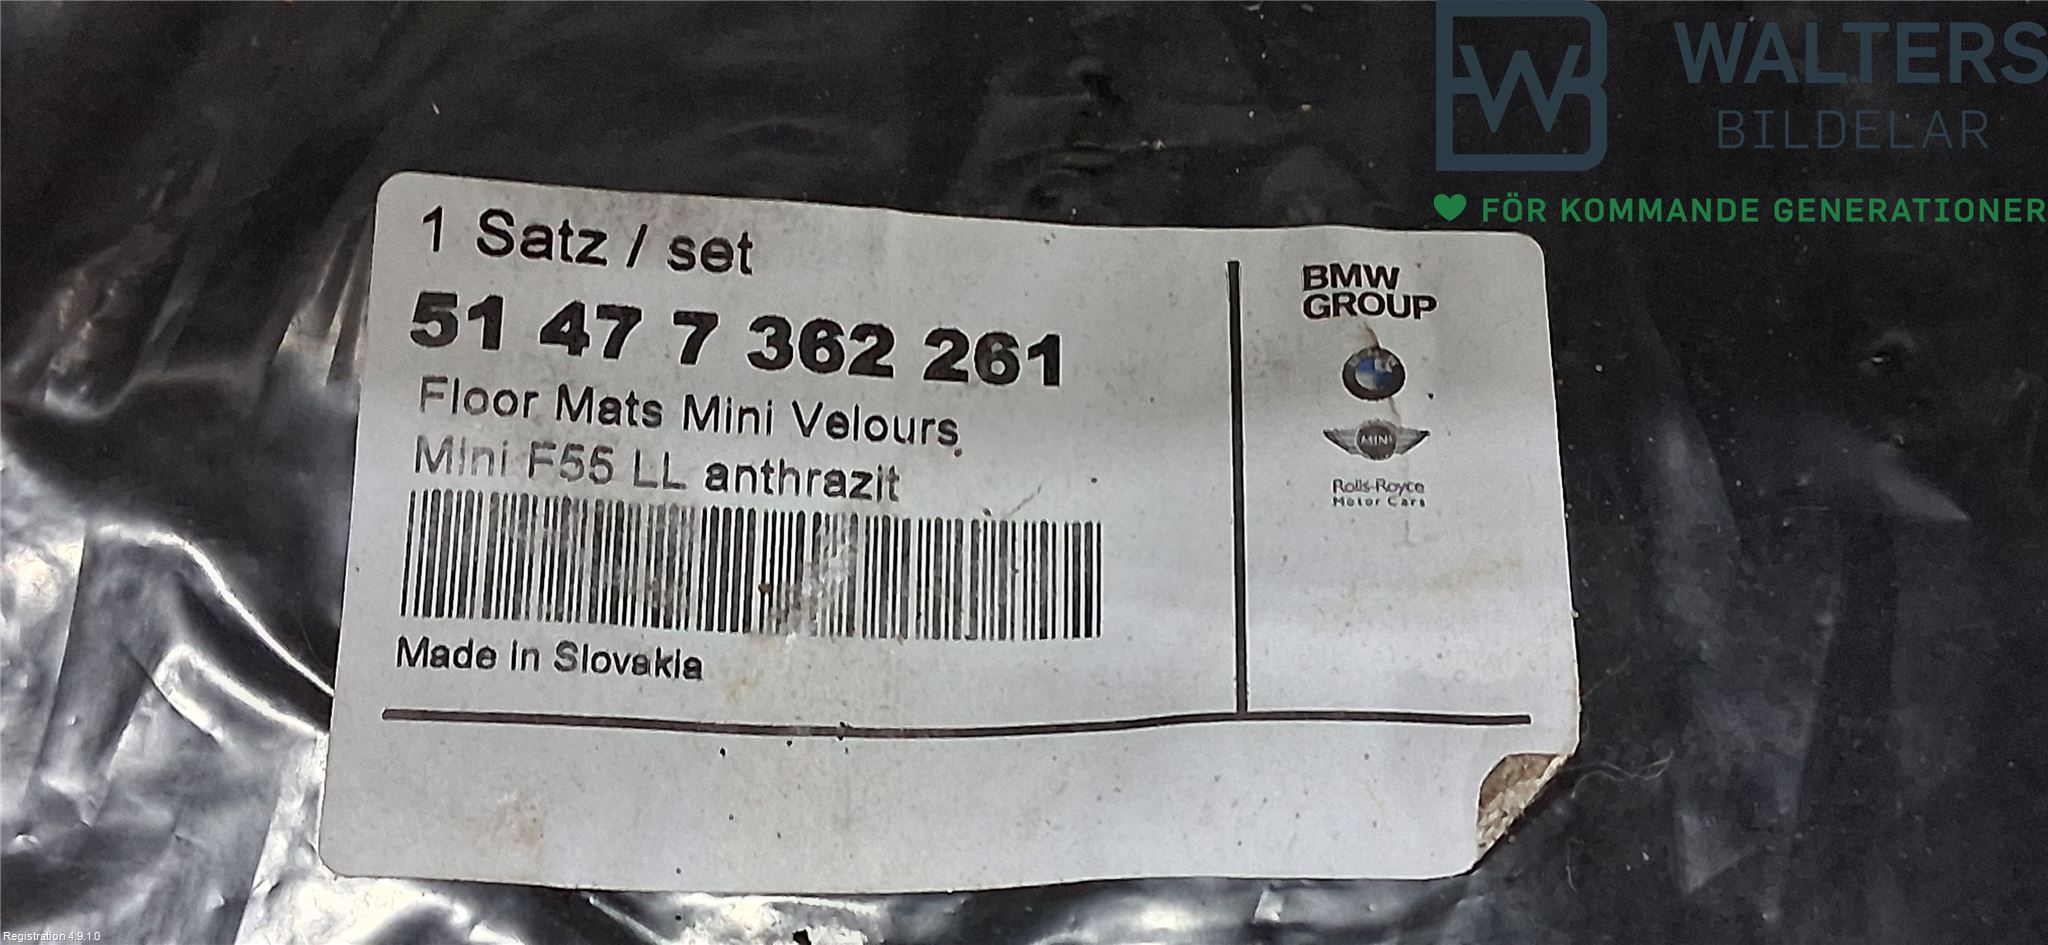 WALTERS
BILDELAR
FÖR KOMMANDE GENERATIONER
1 Satz / set
51 47 7 362 261
Floor Mats Mini Velours
Mini F55 LL anthrazit
Made in Slovakia
BMW
GROUP
MINI
Rolls-Royce
Motor Cars
Registration 4.9.1.0